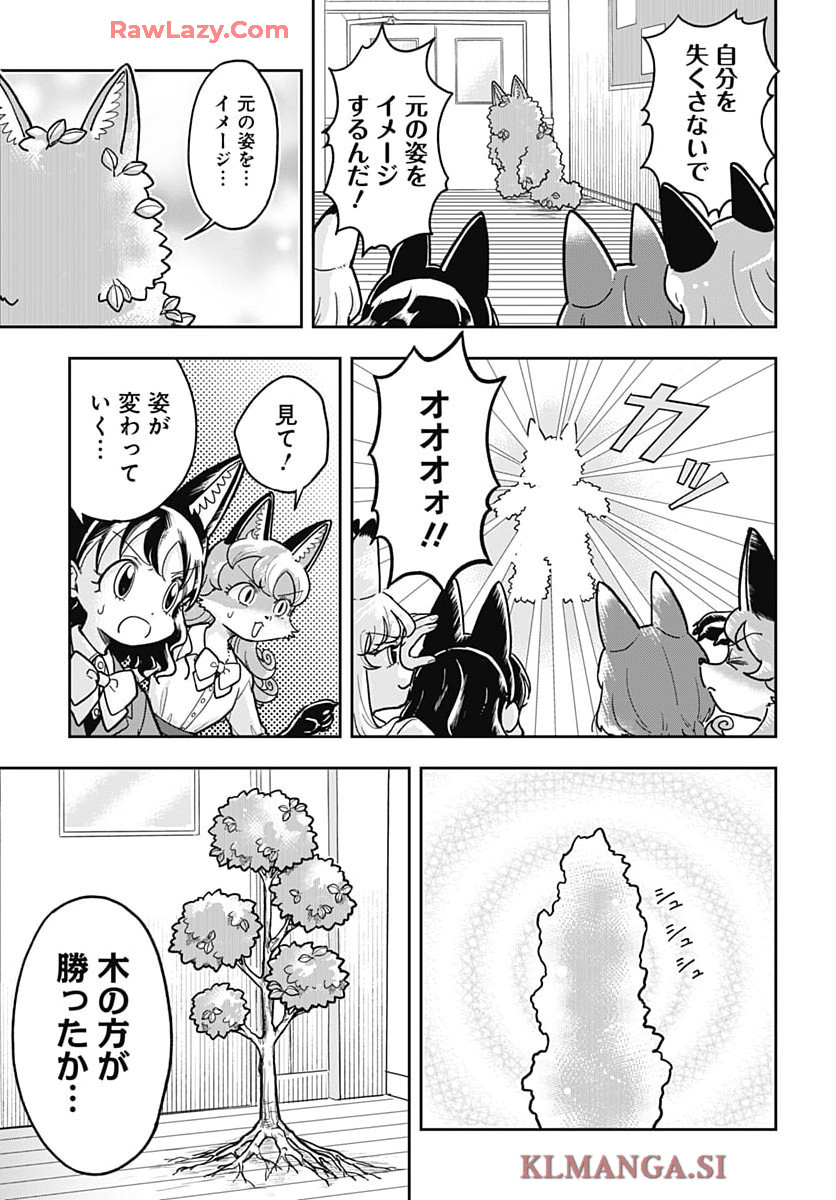 RawLazy.Com
自分を
失くさないで
元の姿を
イメージ
するんだ！
元の姿を…
イメージ…
カッ
オオオォ!!
見て！
姿が
変わって
いく…
シュ
シュ
木の方が
勝ったか…
KLMANGA.SI